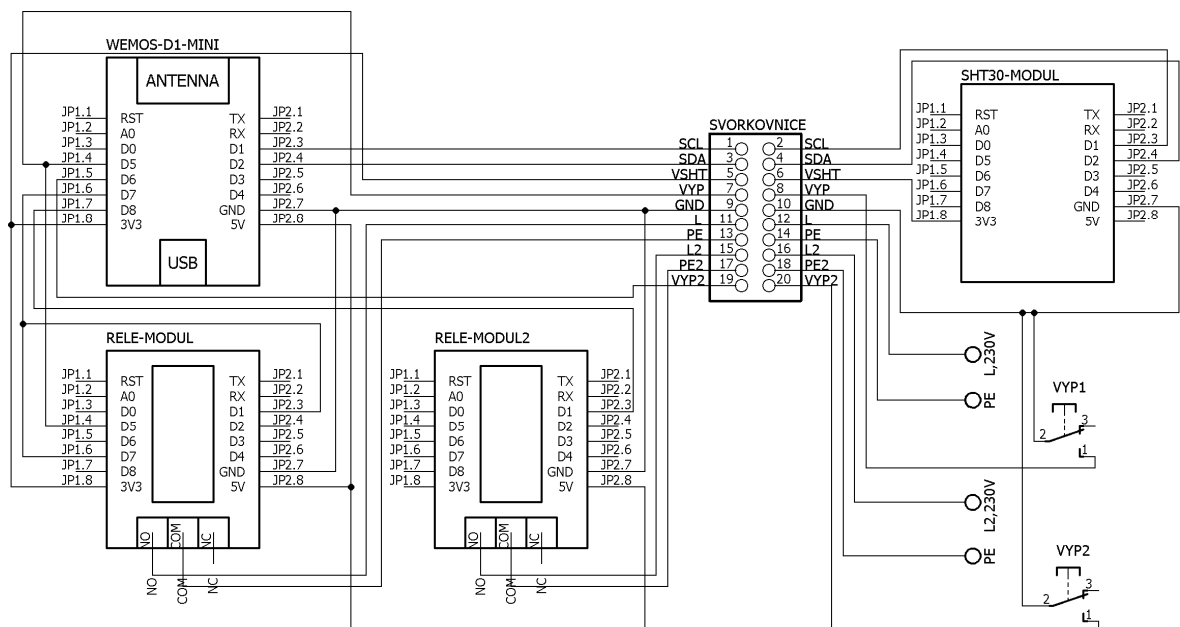 WEMOS-D1-MINI
ANTENNA
JP1.1 RST TX JP2.1
JP1.2 A0 RX JP2.2
JP1.3 D0 D1 JP2.3
JP1.4 D5 D2 JP2.4
JP1.5 D6 D3 JP2.5
JP1.6 D7 D4 JP2.6
JP1.7 D8 GND JP2.7
JP1.8 3V3 5V JP2.8
USB
SVORKOVNICE
SCL 1 2 SCL
SDA 3 4 SDA
VSHT 5 6 VSHT
VYP 7 8 VYP
GND 9 10 GND
L 11 12 L
PE 13 14 PE
L2 15 16 L2
PE2 17 18 PE2
VYP2 19 20 VYP2
SHT30-MODUL
JP1.1 RST TX JP2.1
JP1.2 A0 RX JP2.2
JP1.3 D0 D1 JP2.3
JP1.4 D5 D2 JP2.4
JP1.5 D6 D3 JP2.5
JP1.6 D7 D4 JP2.6
JP1.7 D8 GND JP2.7
JP1.8 3V3 5V JP2.8
RELE-MODUL
JP1.1 RST TX JP2.1
JP1.2 A0 RX JP2.2
JP1.3 D0 D1 JP2.3
JP1.4 D5 D2 JP2.4
JP1.5 D6 D3 JP2.5
JP1.6 D7 D4 JP2.6
JP1.7 D8 GND JP2.7
JP1.8 3V3 5V JP2.8
NO COM NC
NO COM NC
RELE-MODUL2
JP1.1 RST TX JP2.1
JP1.2 A0 RX JP2.2
JP1.3 D0 D1 JP2.3
JP1.4 D5 D2 JP2.4
JP1.5 D6 D3 JP2.5
JP1.6 D7 D4 JP2.6
JP1.7 D8 GND JP2.7
JP1.8 3V3 5V JP2.8
NO COM NC
NO COM NC
L,230V
PE
VYP1
3
2
1
L2,230V
PE
VYP2
3
2
1